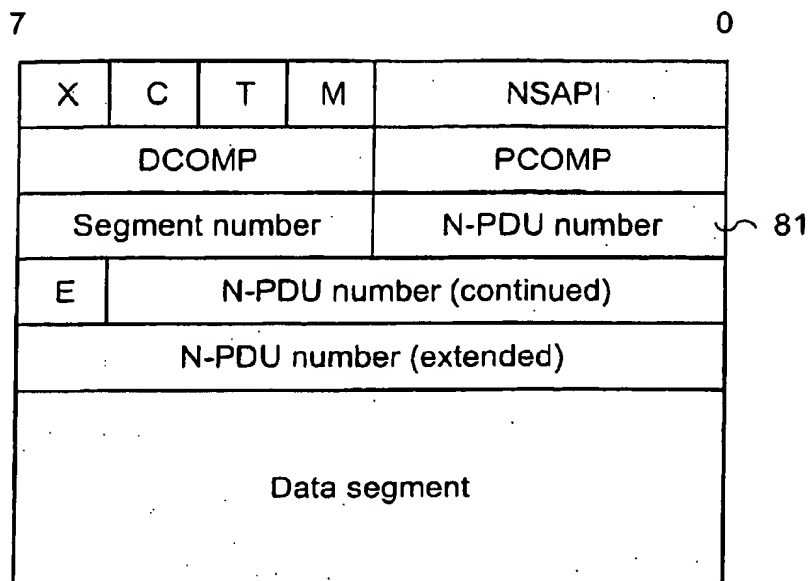 7 0
X C T M NSAPI
DCOMP PCOMP
Segment number N-PDU number 81
E N-PDU number (continued)
N-PDU number (extended)
Data segment